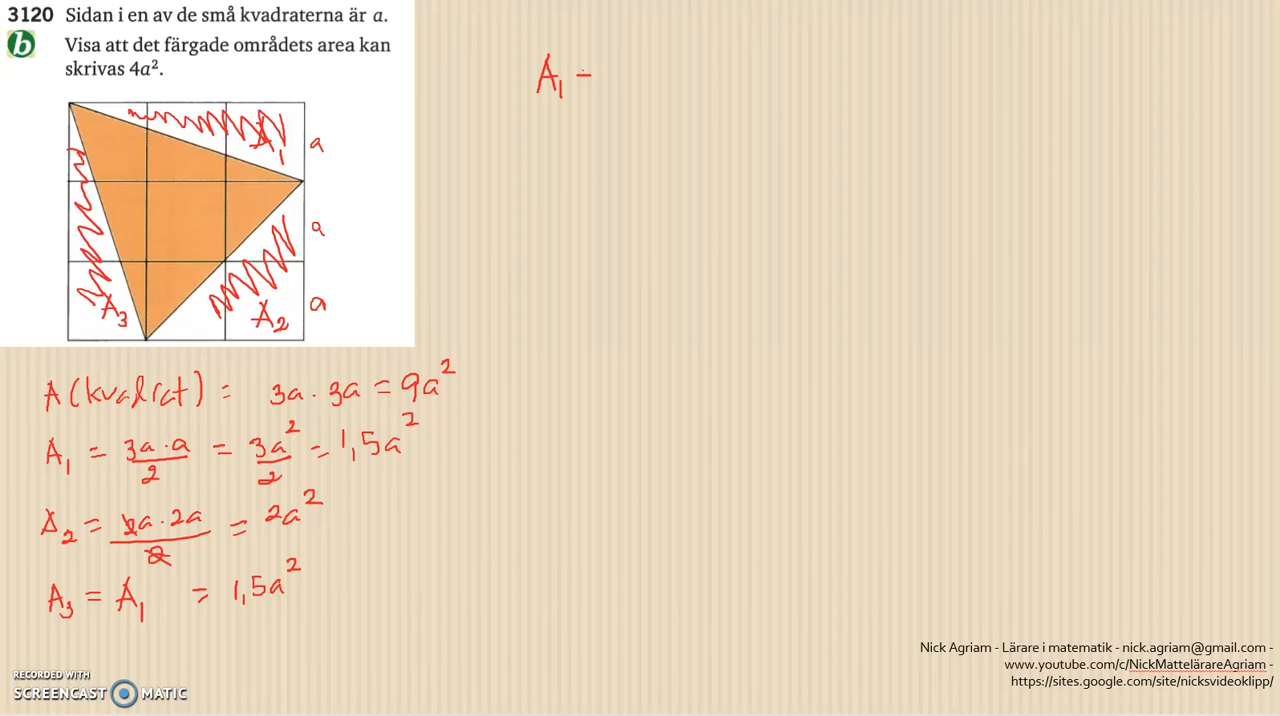 3120 Sidan i en av de små kvadraterna är a.
b Visa att det färgade områdets area kan
skrivas 4a².
A₁ a
a
A₃ A₂ a
A(kvadrat) = 3a · 3a = 9a²
A₁ = 3a·a/2 = 3a²/2 = 1,5a²
A₂ = 2a·2a/2 = 2a²
A₃ = A₁ = 1,5a²
A₁ -
RECORDED WITH
SCREENCAST MATIC
Nick Agriam - Lärare i matematik - nick.agriam@gmail.com -
www.youtube.com/c/NickMattelärareAgriam -
https://sites.google.com/site/nicksvideoklipp/